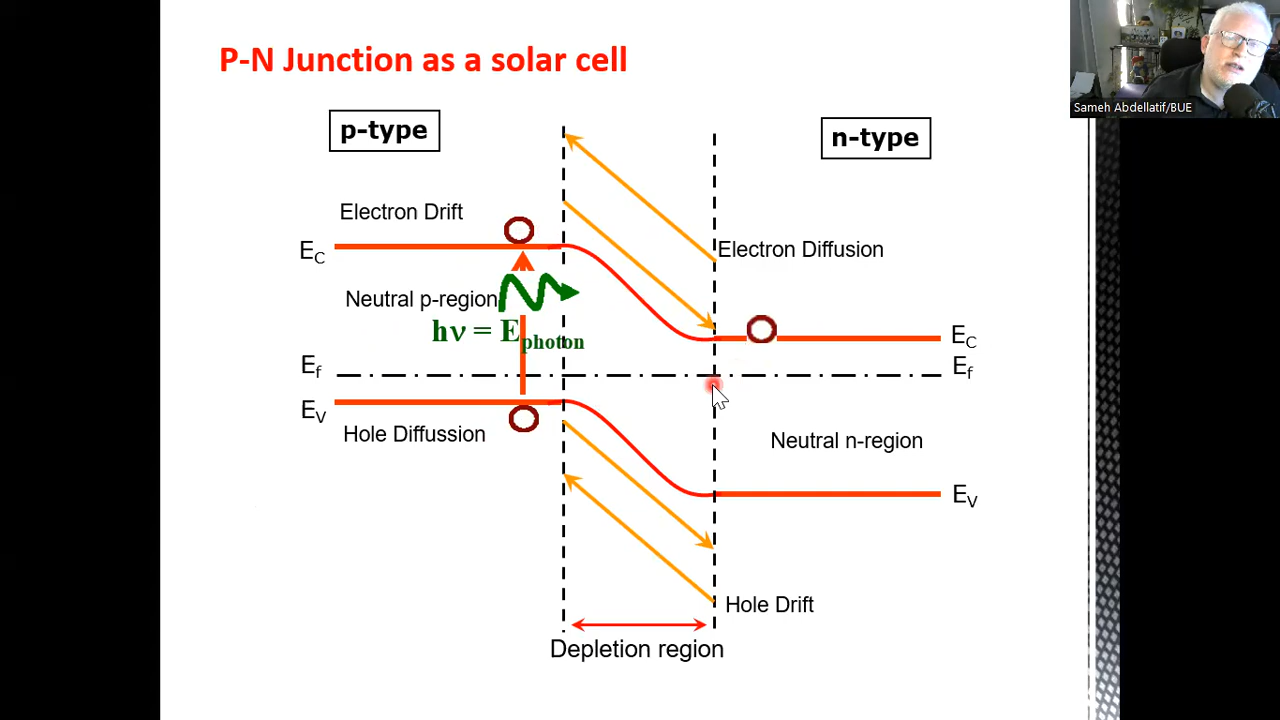 P-N Junction as a solar cell
Sameh Abdellatif/BUE
p-type
n-type
Electron Drift
Electron Diffusion
E_C
Neutral p-region
hν = E_photon
E_C
E_f
E_f
E_V
Hole Diffussion
Neutral n-region
E_V
Hole Drift
Depletion region